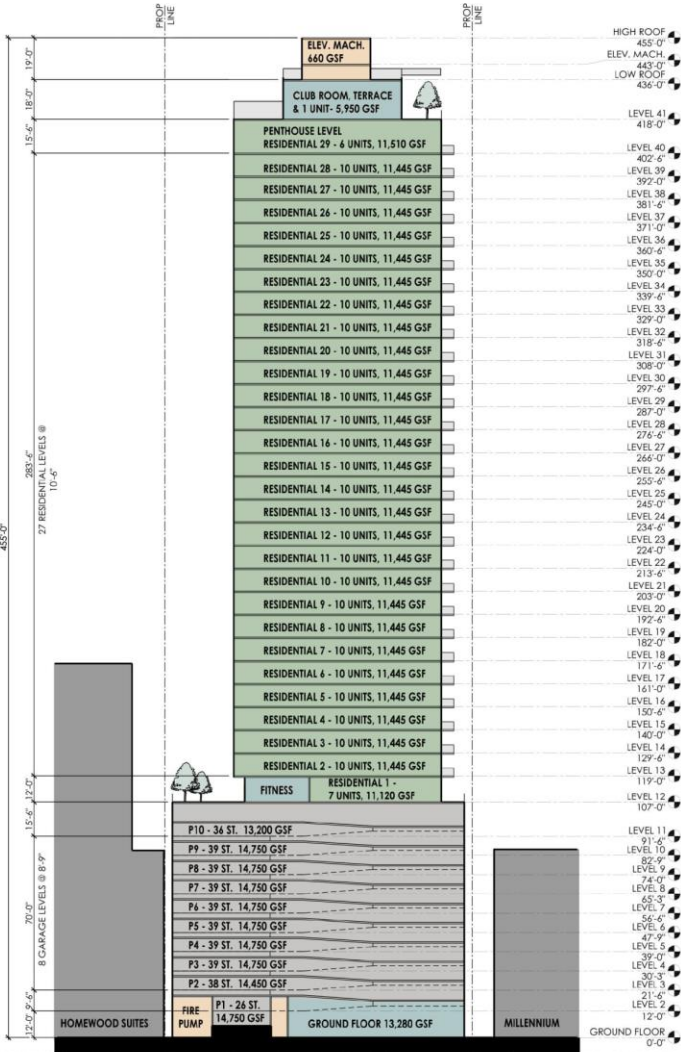 PROP
LINE
PROP
LINE
ELEV. MACH.
660 GSF
CLUB ROOM, TERRACE
& 1 UNIT- 5,950 GSF
PENTHOUSE LEVEL
RESIDENTIAL 29 - 6 UNITS, 11,510 GSF
RESIDENTIAL 28 - 10 UNITS, 11,445 GSF
RESIDENTIAL 27 - 10 UNITS, 11,445 GSF
RESIDENTIAL 26 - 10 UNITS, 11,445 GSF
RESIDENTIAL 25 - 10 UNITS, 11,445 GSF
RESIDENTIAL 24 - 10 UNITS, 11,445 GSF
RESIDENTIAL 23 - 10 UNITS, 11,445 GSF
RESIDENTIAL 22 - 10 UNITS, 11,445 GSF
RESIDENTIAL 21 - 10 UNITS, 11,445 GSF
RESIDENTIAL 20 - 10 UNITS, 11,445 GSF
RESIDENTIAL 19 - 10 UNITS, 11,445 GSF
RESIDENTIAL 18 - 10 UNITS, 11,445 GSF
RESIDENTIAL 17 - 10 UNITS, 11,445 GSF
RESIDENTIAL 16 - 10 UNITS, 11,445 GSF
RESIDENTIAL 15 - 10 UNITS, 11,445 GSF
RESIDENTIAL 14 - 10 UNITS, 11,445 GSF
RESIDENTIAL 13 - 10 UNITS, 11,445 GSF
RESIDENTIAL 12 - 10 UNITS, 11,445 GSF
RESIDENTIAL 11 - 10 UNITS, 11,445 GSF
RESIDENTIAL 10 - 10 UNITS, 11,445 GSF
RESIDENTIAL 9 - 10 UNITS, 11,445 GSF
RESIDENTIAL 8 - 10 UNITS, 11,445 GSF
RESIDENTIAL 7 - 10 UNITS, 11,445 GSF
RESIDENTIAL 6 - 10 UNITS, 11,445 GSF
RESIDENTIAL 5 - 10 UNITS, 11,445 GSF
RESIDENTIAL 4 - 10 UNITS, 11,445 GSF
RESIDENTIAL 3 - 10 UNITS, 11,445 GSF
RESIDENTIAL 2 - 10 UNITS, 11,445 GSF
FITNESS
RESIDENTIAL 1 -
7 UNITS, 11,120 GSF
P10 - 36 ST. 13,200 GSF
P9 - 39 ST. 14,750 GSF
P8 - 39 ST. 14,750 GSF
P7 - 39 ST. 14,750 GSF
P6 - 39 ST. 14,750 GSF
P5 - 39 ST. 14,750 GSF
P4 - 39 ST. 14,750 GSF
P3 - 39 ST. 14,750 GSF
P2 - 38 ST. 14,450 GSF
FIRE
PUMP
P1 - 26 ST.
14,750 GSF
GROUND FLOOR 13,280 GSF
HOMEWOOD SUITES
MILLENNIUM
19'-0"
18'-0"
15'-6"
283'-6"
27 RESIDENTIAL LEVELS @
10'-6"
455'-0"
12'-0"
15'-6"
70'-0"
8 GARAGE LEVELS @ 8'-9"
9'-6"
12'-0"
HIGH ROOF
455'-0"
ELEV. MACH.
443'-0"
LOW ROOF
436'-0"
LEVEL 41
418'-0"
LEVEL 40
402'-6"
LEVEL 39
392'-0"
LEVEL 38
381'-6"
LEVEL 37
371'-0"
LEVEL 36
360'-6"
LEVEL 35
350'-0"
LEVEL 34
339'-6"
LEVEL 33
329'-0"
LEVEL 32
318'-6"
LEVEL 31
308'-0"
LEVEL 30
297'-6"
LEVEL 29
287'-0"
LEVEL 28
276'-6"
LEVEL 27
266'-0"
LEVEL 26
255'-6"
LEVEL 25
245'-0"
LEVEL 24
234'-6"
LEVEL 23
224'-0"
LEVEL 22
213'-6"
LEVEL 21
203'-0"
LEVEL 20
192'-6"
LEVEL 19
182'-0"
LEVEL 18
171'-6"
LEVEL 17
161'-0"
LEVEL 16
150'-6"
LEVEL 15
140'-0"
LEVEL 14
129'-6"
LEVEL 13
119'-0"
LEVEL 12
107'-0"
LEVEL 11
91'-6"
LEVEL 10
82'-9"
LEVEL 9
74'-0"
LEVEL 8
65'-3"
LEVEL 7
56'-6"
LEVEL 6
47'-9"
LEVEL 5
39'-0"
LEVEL 4
30'-3"
LEVEL 3
21'-6"
LEVEL 2
12'-0"
GROUND FLOOR
0'-0"